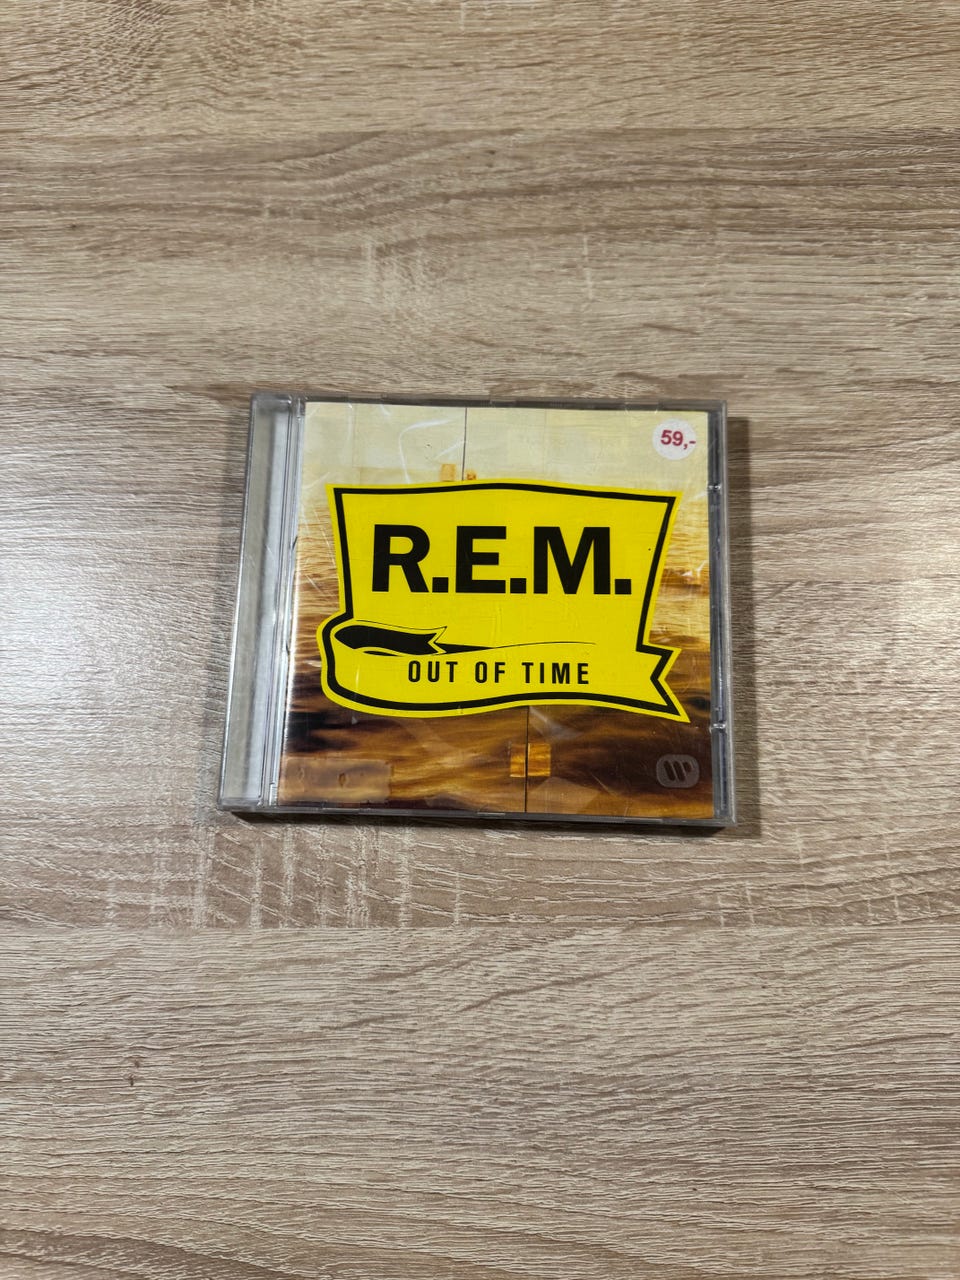 59,-
R.E.M.
OUT OF TIME